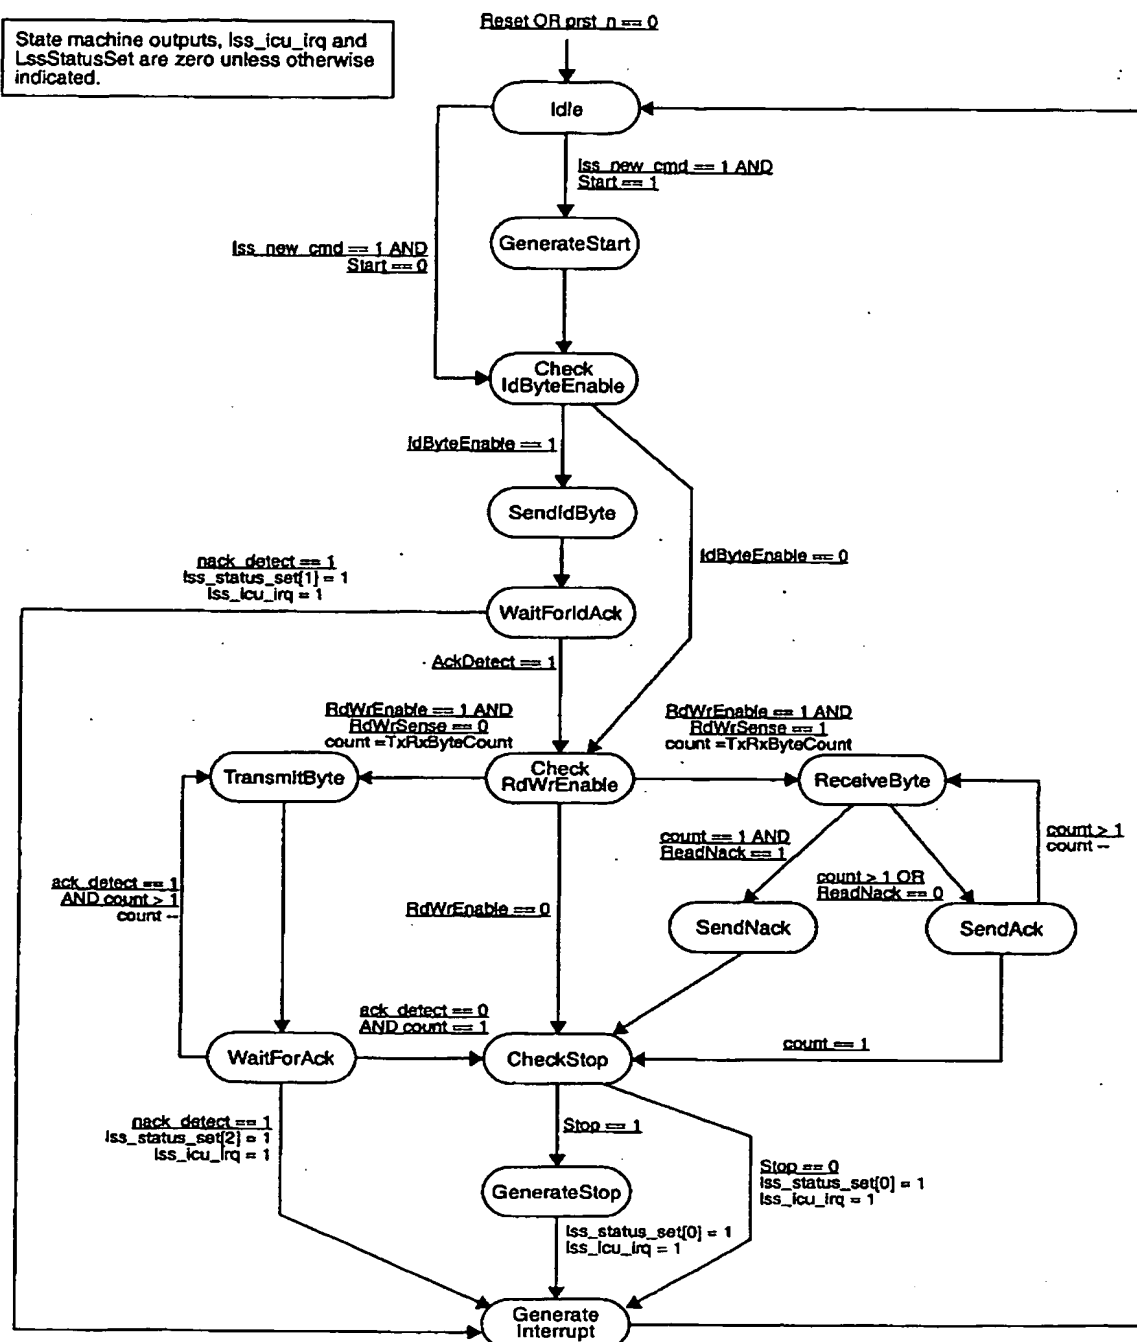 Reset OR prst_n == 0
State machine outputs, lss_icu_irq and
LssStatusSet are zero unless otherwise
indicated.
Idle
lss_new_cmd == 1 AND
Start == 1
GenerateStart
lss_new_cmd == 1 AND
Start == 0
Check
IdByteEnable
IdByteEnable == 1
SendIdByte
IdByteEnable == 0
nack_detect == 1
lss_status_set[1] = 1
lss_icu_irq = 1
WaitForIdAck
AckDetect == 1
RdWrEnable == 1 AND
RdWrSense == 0
count =TxRxByteCount
RdWrEnable == 1 AND
RdWrSense == 1
count =TxRxByteCount
TransmitByte
Check
RdWrEnable
ReceiveByte
count == 1 AND
ReadNack == 1
count > 1
count --
ack_detect == 1
AND count > 1
count --
count > 1 OR
ReadNack == 0
RdWrEnable == 0
SendNack
SendAck
ack_detect == 0
AND count == 1
WaitForAck
CheckStop
count == 1
nack_detect == 1
lss_status_set[2] = 1
lss_icu_irq = 1
Stop == 1
Stop == 0
lss_status_set[0] = 1
lss_icu_irq = 1
GenerateStop
lss_status_set[0] = 1
lss_icu_irq = 1
Generate
Interrupt